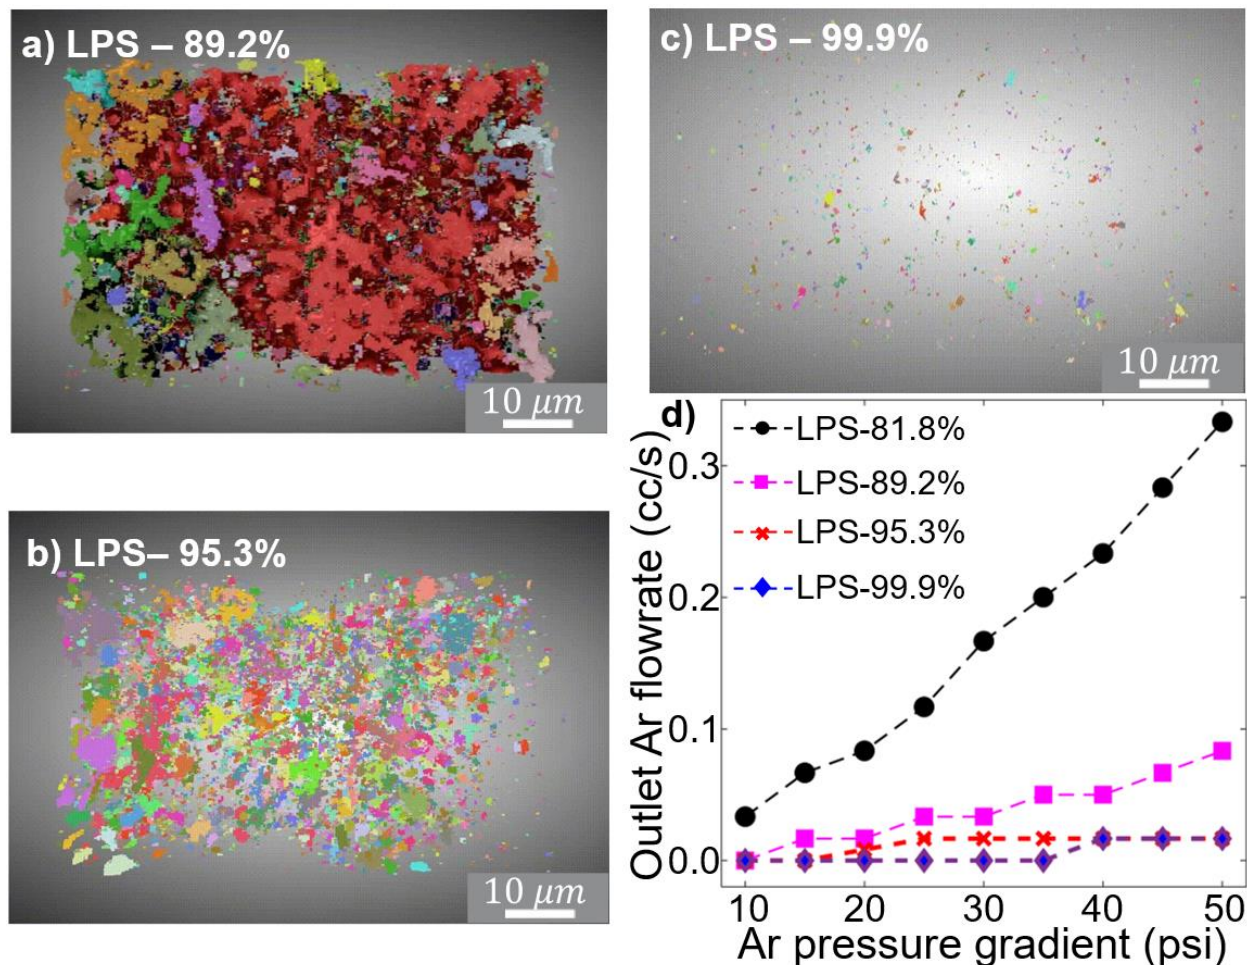 a) LPS – 89.2%
10 μm
b) LPS– 95.3%
10 μm
c) LPS – 99.9%
10 μm
d)
LPS-81.8%
LPS-89.2%
LPS-95.3%
LPS-99.9%
Outlet Ar flowrate (cc/s)
0.3
0.2
0.1
0.0
10 20 30 40 50
Ar pressure gradient (psi)